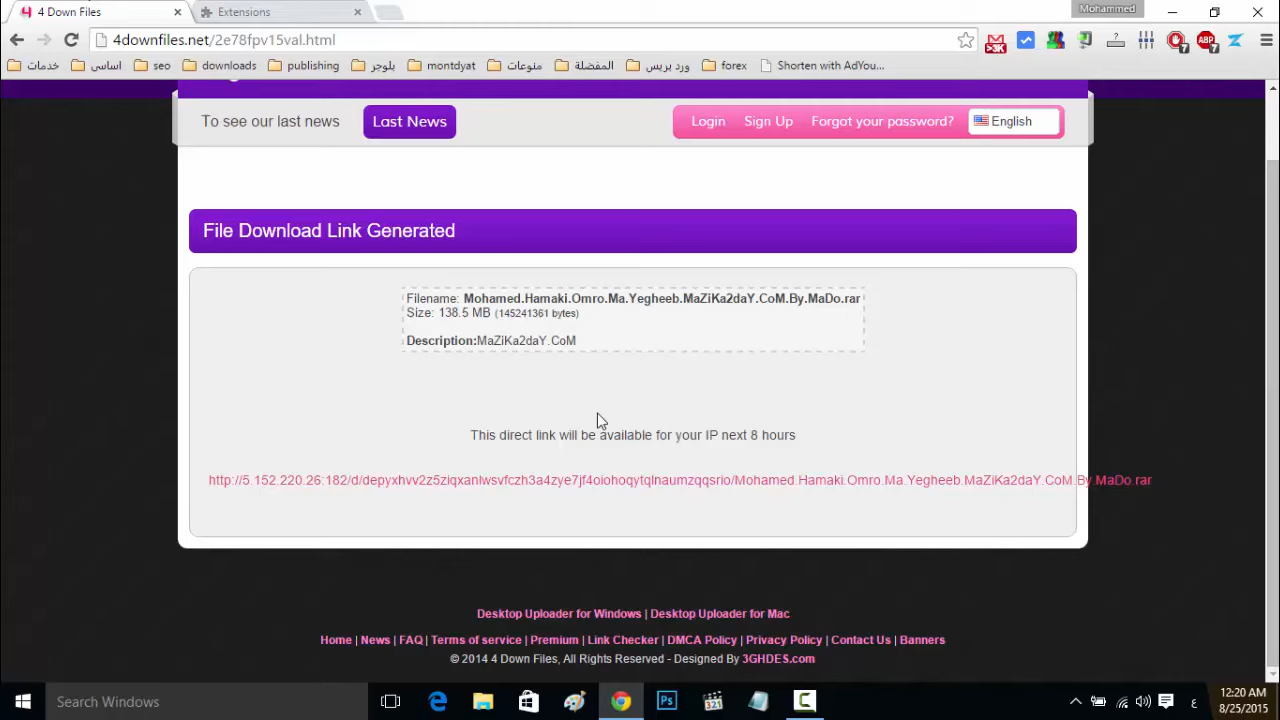 4 Down Files
Extensions
Mohammed
4downfiles.net/2e78fpv15val.html
خدمات
اساسى
seo
downloads
publishing
بلوجر
montdyat
منوعات
المفضلة
ورد بريس
forex
Shorten with AdYou...
To see our last news
Last News
Login
Sign Up
Forgot your password?
English
File Download Link Generated
Filename: Mohamed.Hamaki.Omro.Ma.Yegheeb.MaZiKa2daY.CoM.By.MaDo.rar
Size: 138.5 MB (145241361 bytes)
Description:MaZiKa2daY.CoM
This direct link will be available for your IP next 8 hours
http://5.152.220.26:182/d/depyxhvv2z5ziqxanlwsvfczh3a4zye7jf4oiohoqytqlnaumzqqsrio/Mohamed.Hamaki.Omro.Ma.Yegheeb.MaZiKa2daY.CoM.By.MaDo.rar
Desktop Uploader for Windows | Desktop Uploader for Mac
Home | News | FAQ | Terms of service | Premium | Link Checker | DMCA Policy | Privacy Policy | Contact Us | Banners
© 2014 4 Down Files, All Rights Reserved - Designed By 3GHDES.com
Search Windows
ع
12:20 AM
8/25/2015